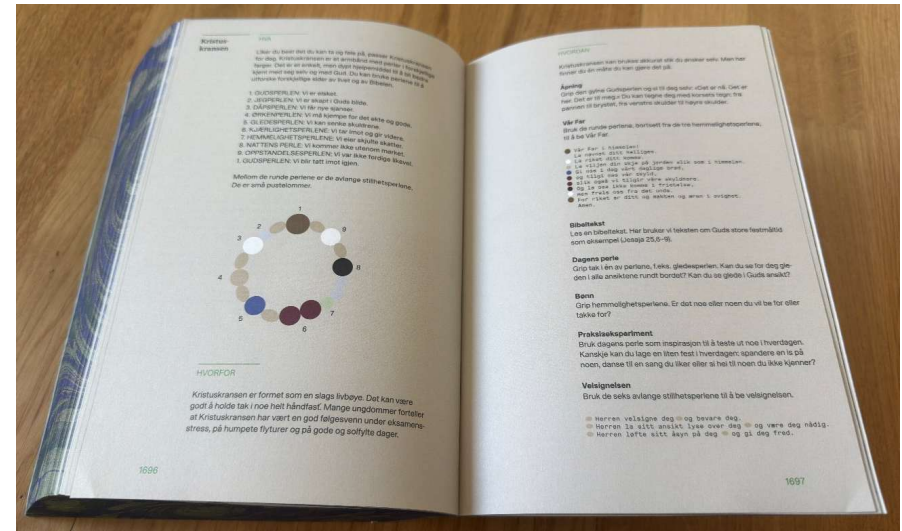 Kristus-
kransen
HVA
Liker du best det du kan ta og føle på, passer Kristuskransen
for deg. Kristuskransen er et armbånd med perler i forskjellige
farger. Det er et enkelt, men dypt hjelpemiddel til å bli bedre
kjent med seg selv og med Gud. Du kan bruke perlene til å
utforske forskjellige sider av livet og av Bibelen.
1. GUDSPERLEN: Vi er elsket.
2. JEGPERLEN: Vi er skapt i Guds bilde.
3. DÅPSPERLEN: Vi får nye sjanser.
4. ØRKENPERLEN: Vi må kjempe for det ekte og gode.
5. GLEDESPERLEN: Vi kan senke skuldrene.
6. KJÆRLIGHETSPERLENE: Vi tar imot og gir videre.
7. HEMMELIGHETSPERLENE: Vi eier skjulte skatter.
8. NATTENS PERLE: Vi kommer ikke utenom mørket.
9. OPPSTANDELSESPERLEN: Vi var ikke ferdige likevel.
1. GUDSPERLEN: Vi blir tatt imot igjen.
Mellom de runde perlene er de avlange stillhetsperlene.
De er små pustelommer.
1
2
3
4
5
6
7
8
9
HVORFOR
Kristuskransen er formet som en slags livbøye. Det kan være
godt å holde tak i noe helt håndfast. Mange ungdommer forteller
at Kristuskransen har vært en god følgesvenn under eksamens-
stress, på humpete flyturer og på gode og solfylte dager.
1696
HVORDAN
Kristuskransen kan brukes akkurat slik du ønsker selv. Men her
finner du én måte du kan gjøre det på.
Åpning
Grip den gylne Gudsperlen og si til deg selv: «Det er nå. Det er
her. Det er til meg.» Du kan tegne deg med korsets tegn: fra
pannen til brystet, fra venstre skulder til høyre skulder.
Vår Far
Bruk de runde perlene, bortsett fra de tre hemmelighetsperlene,
til å be Vår Far.
Vår Far i himmelen!
La navnet ditt helliges.
La riket ditt komme.
La viljen din skje på jorden slik som i himmelen.
Gi oss i dag vårt daglige brød,
og tilgi oss vår skyld,
slik også vi tilgir våre skyldnere.
Og la oss ikke komme i fristelse,
men frels oss fra det onde.
For riket er ditt og makten og æren i evighet.
Amen.
Bibeltekst
Les en bibeltekst. Her bruker vi teksten om Guds store festmåltid
som eksempel (Jesaja 25,6–9).
Dagens perle
Grip tak i én av perlene, f.eks. gledesperlen. Kan du se for deg gle-
den i alle ansiktene rundt bordet? Kan du se glede i Guds ansikt?
Bønn
Grip hemmelighetsperlene. Er det noe eller noen du vil be for eller
takke for?
Praksiseksperiment
Bruk dagens perle som inspirasjon til å teste ut noe i hverdagen.
Kanskje kan du lage en liten fest i hverdagen: spandere en is på
noen, danse til en sang du liker eller si hei til noen du ikke kjenner?
Velsignelsen
Bruk de seks avlange stillhetsperlene til å be velsignelsen.
Herren velsigne deg og bevare deg.
Herren la sitt ansikt lyse over deg og være deg nådig.
Herren løfte sitt åsyn på deg og gi deg fred.
1697